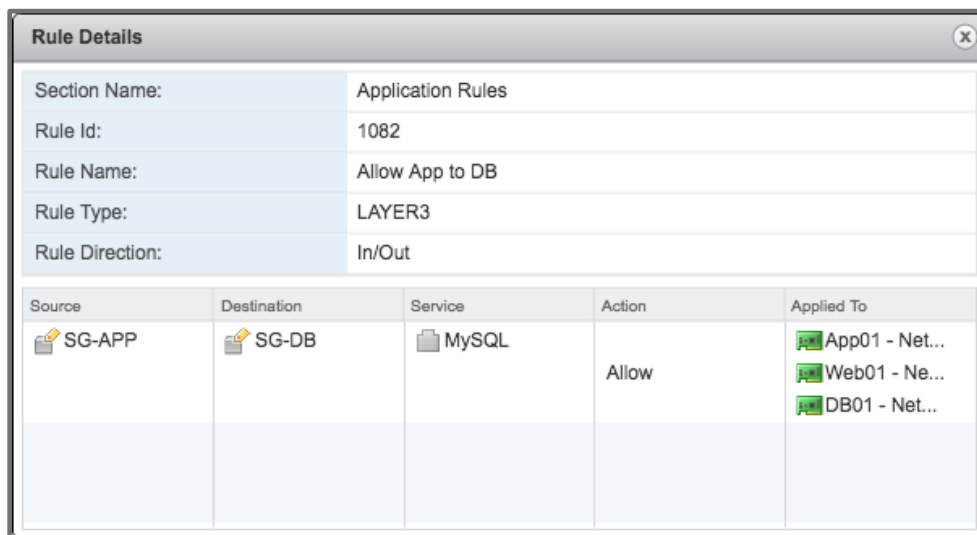 Rule Details
Section Name: Application Rules
Rule Id: 1082
Rule Name: Allow App to DB
Rule Type: LAYER3
Rule Direction: In/Out
Source Destination Service Action Applied To
SG-APP SG-DB MySQL Allow App01 - Net...
Web01 - Ne...
DB01 - Net...